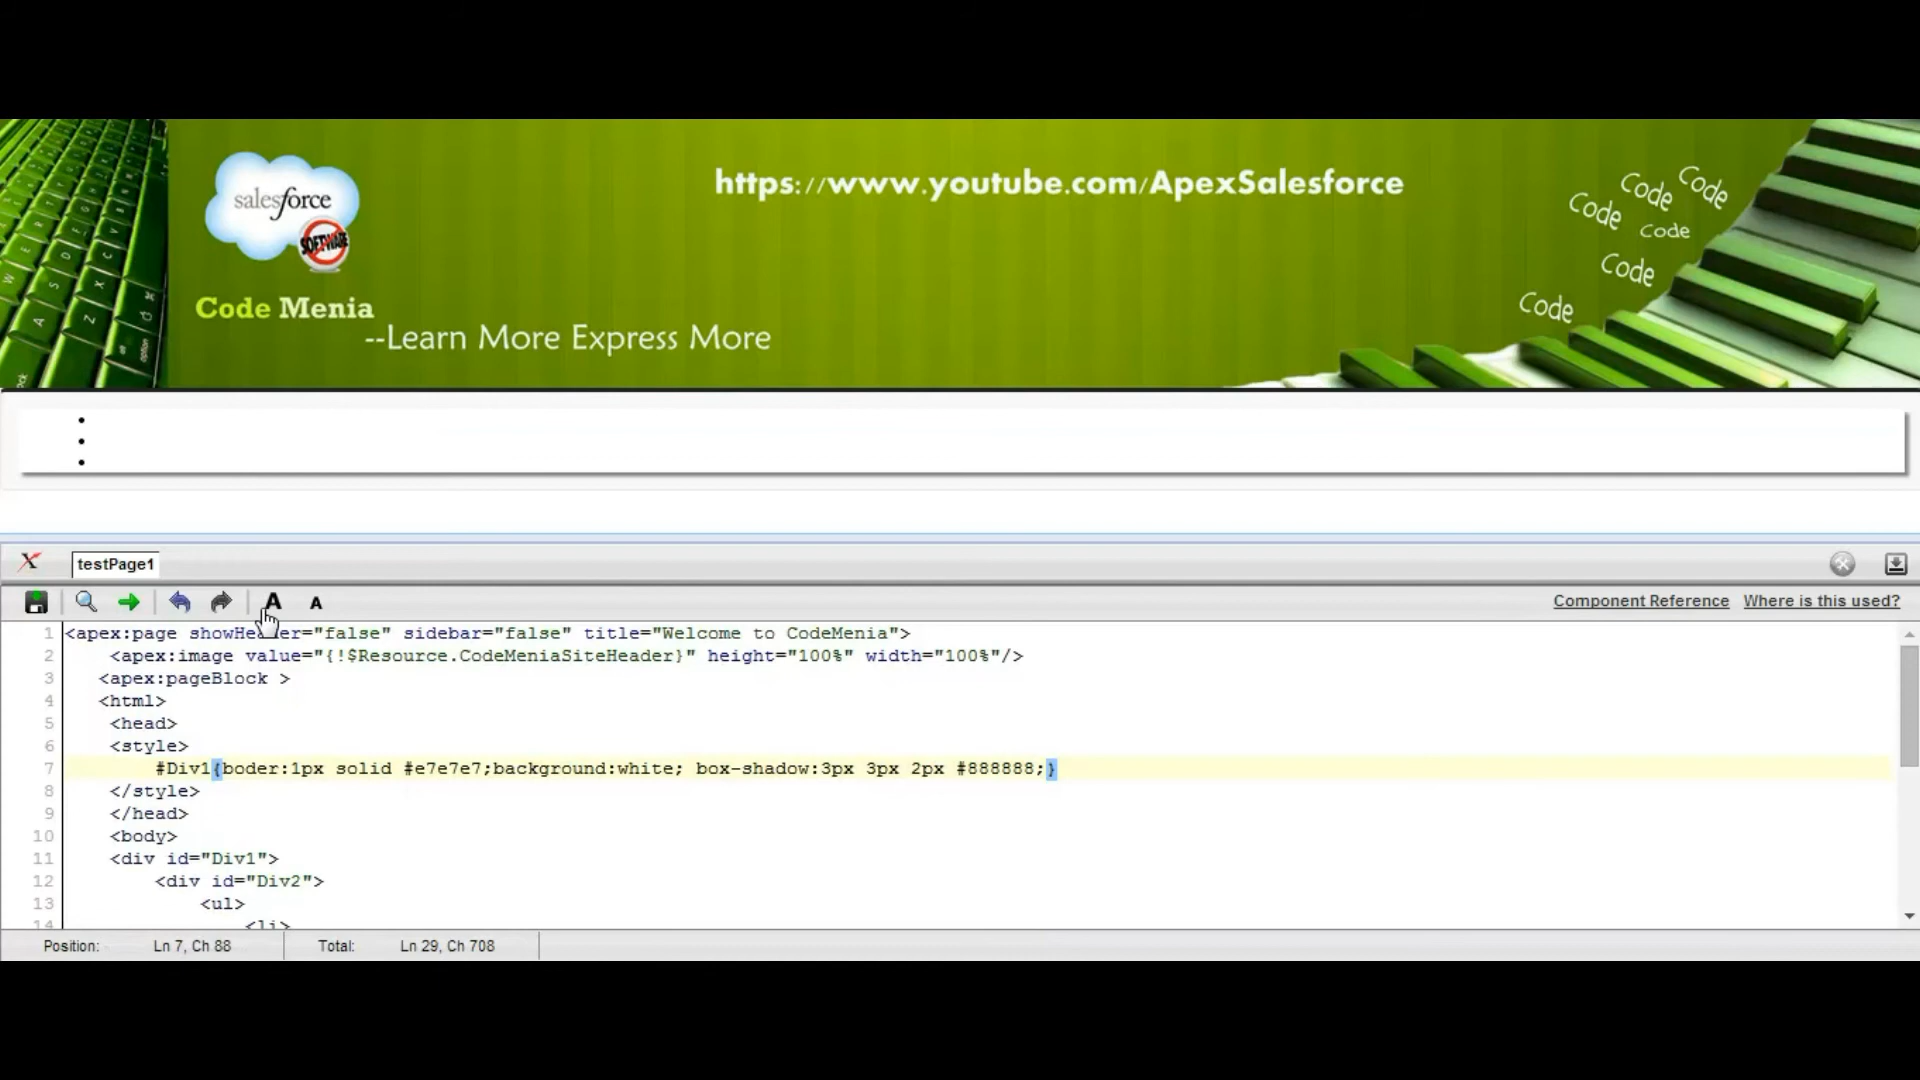 https://www.youtube.com/ApexSalesforce
salesforce
SOFTWARE
Code Menia
--Learn More Express More
Code
Code
Code
Code
Code
Code
testPage1
A A
Component Reference Where is this used?
1 <apex:page showHeader="false" sidebar="false" title="Welcome to CodeMenia">
2 <apex:image value="{!$Resource.CodeMeniaSiteHeader}" height="100%" width="100%"/>
3 <apex:pageBlock >
4 <html>
5 <head>
6 <style>
7 #Div1{boder:1px solid #e7e7e7;background:white; box-shadow:3px 3px 2px #888888;}
8 </style>
9 </head>
10 <body>
11 <div id="Div1">
12 <div id="Div2">
13 <ul>
14 <li>
Position: Ln 7, Ch 88 Total: Ln 29, Ch 708